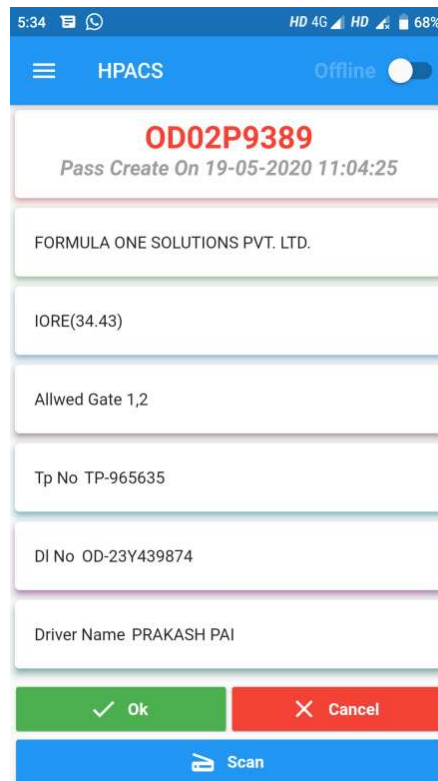 5:34 HD 4G HD 68%
HPACS Offline
OD02P9389
Pass Create On 19-05-2020 11:04:25
FORMULA ONE SOLUTIONS PVT. LTD.
IORE(34.43)
Allwed Gate 1,2
Tp No TP-965635
Dl No OD-23Y439874
Driver Name PRAKASH PAI
Ok Cancel
Scan